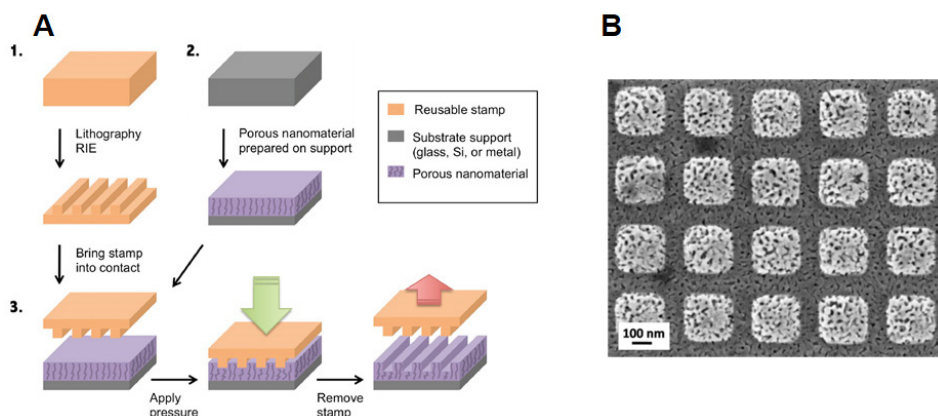 A
B
1.
2.
Lithography
RIE
Porous nanomaterial
prepared on support
Reusable stamp
Substrate support
(glass, Si, or metal)
Porous nanomaterial
Bring stamp
into contact
3.
Apply
pressure
Remove
stamp
100 nm